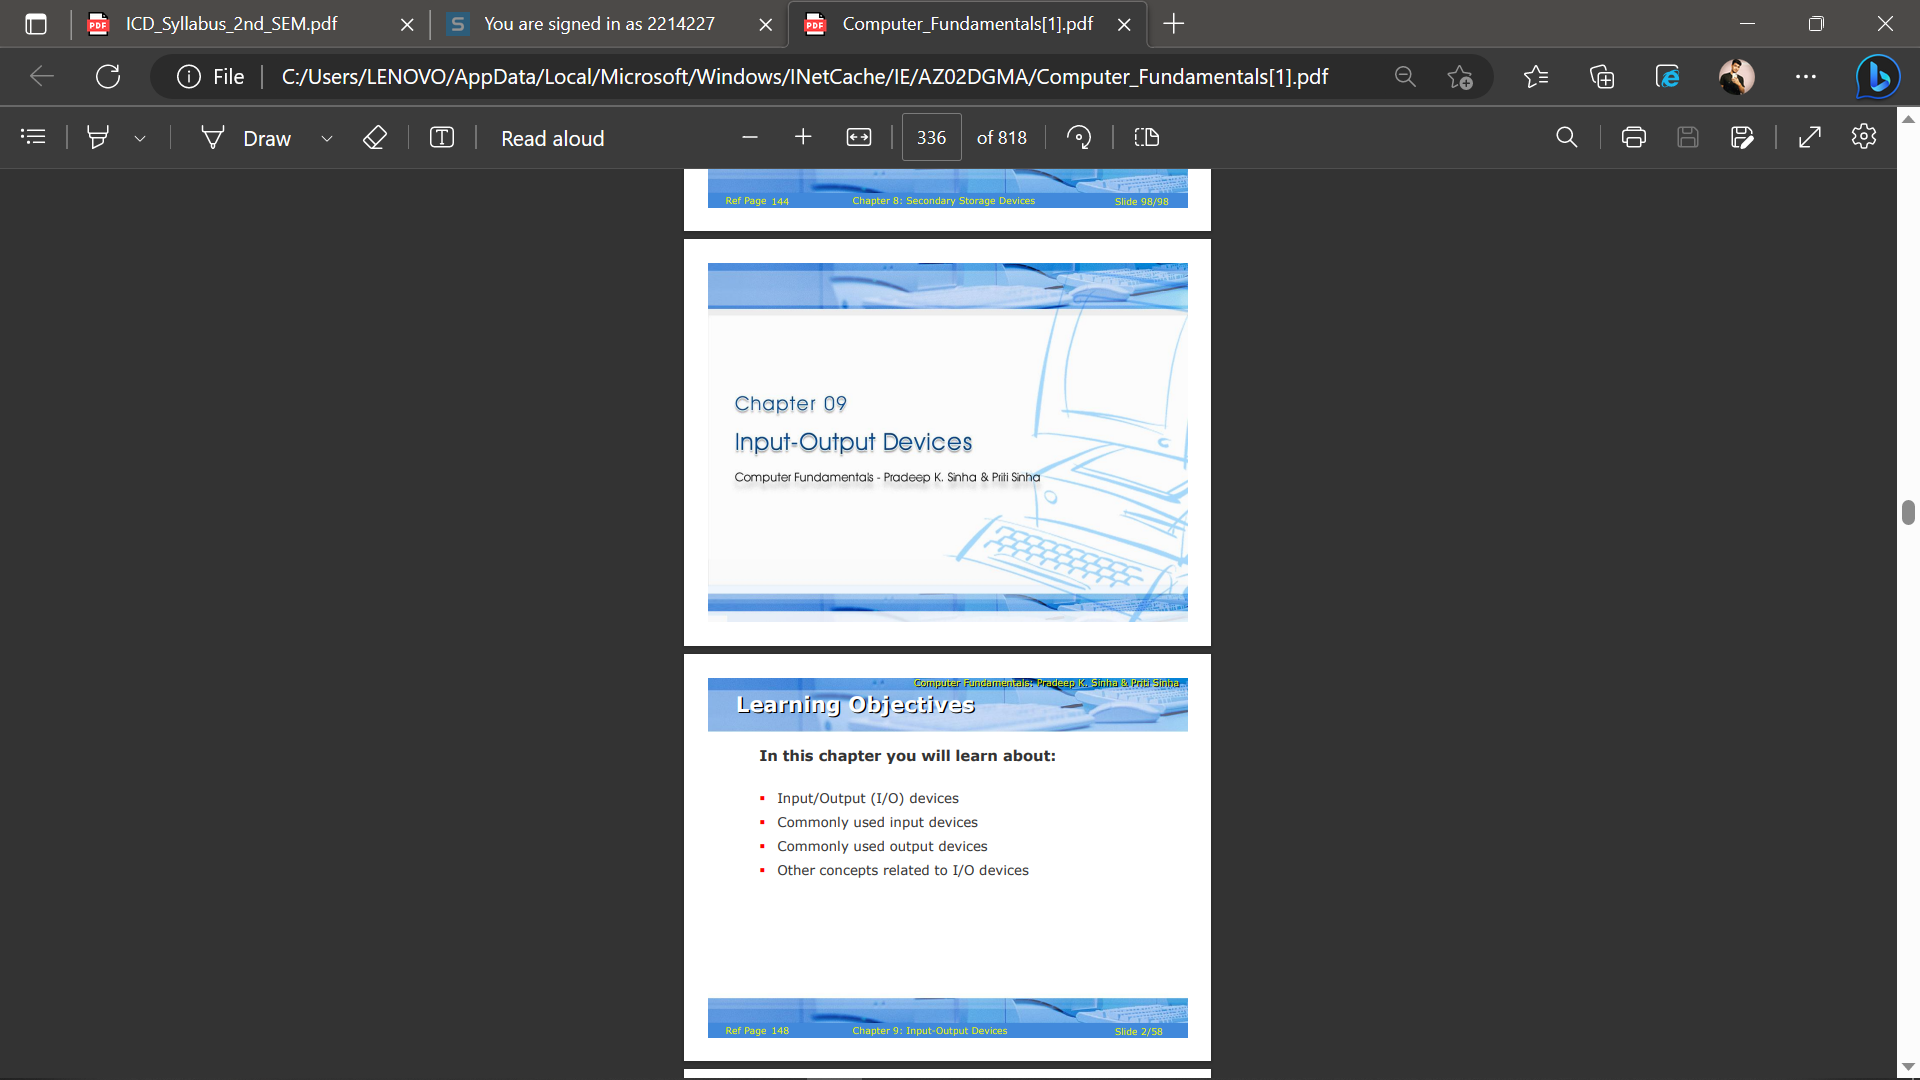 ICD_Syllabus_2nd_SEM.pdf
You are signed in as 2214227
Computer_Fundamentals[1].pdf
File
C:/Users/LENOVO/AppData/Local/Microsoft/Windows/INetCache/IE/AZ02DGMA/Computer_Fundamentals[1].pdf
Draw
Read aloud
336 of 818
Ref Page 144 Chapter 8: Secondary Storage Devices Slide 98/98
Chapter 09
Input-Output Devices
Computer Fundamentals - Pradeep K. Sinha & Priti Sinha
Computer Fundamentals: Pradeep K. Sinha & Priti Sinha
Learning Objectives
In this chapter you will learn about:
▪ Input/Output (I/O) devices
▪ Commonly used input devices
▪ Commonly used output devices
▪ Other concepts related to I/O devices
Ref Page 148 Chapter 9: Input-Output Devices Slide 2/58